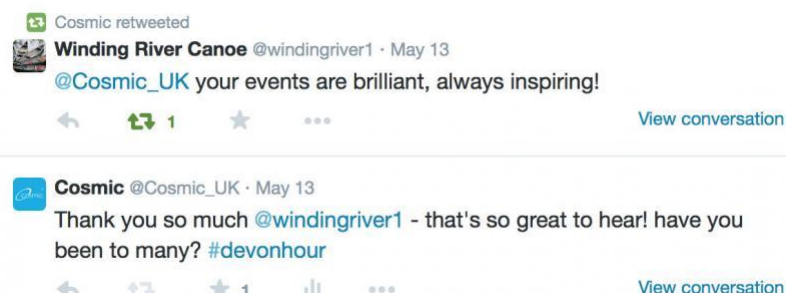 Cosmic retweeted
Winding River Canoe @windingriver1 · May 13
@Cosmic_UK your events are brilliant, always inspiring!
1
View conversation
Cosmic
Cosmic @Cosmic_UK · May 13
Thank you so much @windingriver1 - that's so great to hear! have you
been to many? #devonhour
1
View conversation